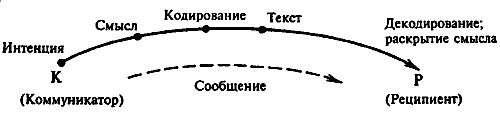 Кодирование
Смысл
Текст
Декодирование;
раскрытие смысла
Интенция
К
Сообщение
Р
(Коммуникатор)
(Реципиент)